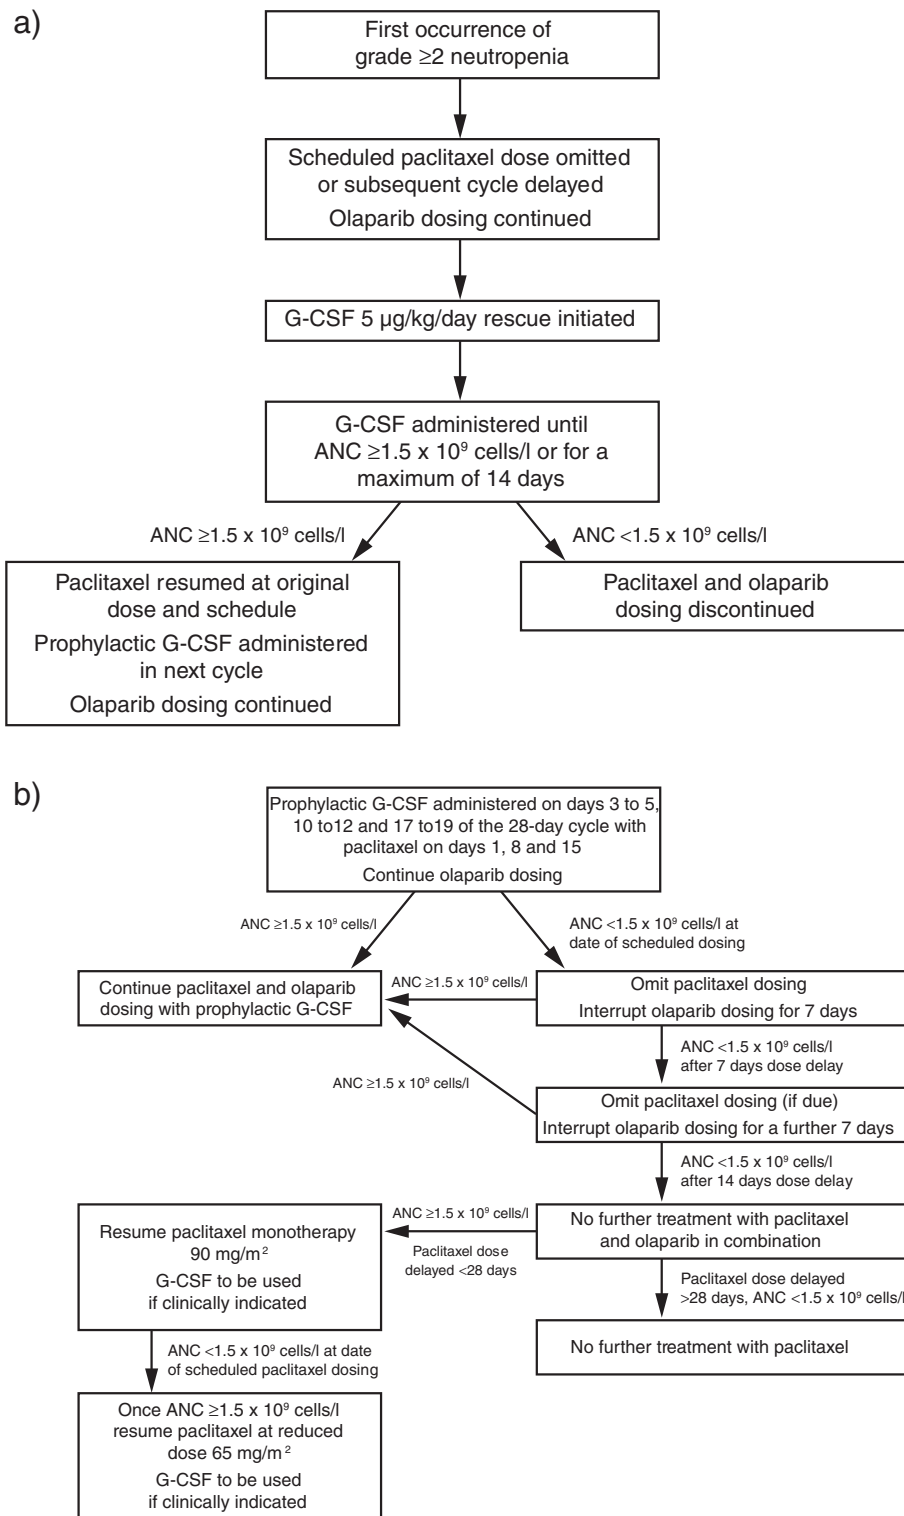 a)
First occurrence of
grade ≥2 neutropenia
Scheduled paclitaxel dose omitted
or subsequent cycle delayed
Olaparib dosing continued
G-CSF 5 µg/kg/day rescue initiated
G-CSF administered until
ANC ≥1.5 x 10⁹ cells/l or for a
maximum of 14 days
ANC ≥1.5 x 10⁹ cells/l
ANC <1.5 x 10⁹ cells/l
Paclitaxel resumed at original
dose and schedule
Prophylactic G-CSF administered
in next cycle
Olaparib dosing continued
Paclitaxel and olaparib
dosing discontinued
b)
Prophylactic G-CSF administered on days 3 to 5,
10 to12 and 17 to19 of the 28-day cycle with
paclitaxel on days 1, 8 and 15
Continue olaparib dosing
ANC ≥1.5 x 10⁹ cells/l
ANC <1.5 x 10⁹ cells/l at
date of scheduled dosing
Continue paclitaxel and olaparib
dosing with prophylactic G-CSF
ANC ≥1.5 x 10⁹ cells/l
Omit paclitaxel dosing
Interrupt olaparib dosing for 7 days
ANC <1.5 x 10⁹ cells/l
after 7 days dose delay
ANC ≥1.5 x 10⁹ cells/l
Omit paclitaxel dosing (if due)
Interrupt olaparib dosing for a further 7 days
ANC <1.5 x 10⁹ cells/l
after 14 days dose delay
Resume paclitaxel monotherapy
90 mg/m²
G-CSF to be used
if clinically indicated
ANC ≥1.5 x 10⁹ cells/l
Paclitaxel dose
delayed <28 days
No further treatment with paclitaxel
and olaparib in combination
Paclitaxel dose delayed
>28 days, ANC <1.5 x 10⁹ cells/l
No further treatment with paclitaxel
ANC <1.5 x 10⁹ cells/l at date
of scheduled paclitaxel dosing
Once ANC ≥1.5 x 10⁹ cells/l
resume paclitaxel at reduced
dose 65 mg/m²
G-CSF to be used
if clinically indicated